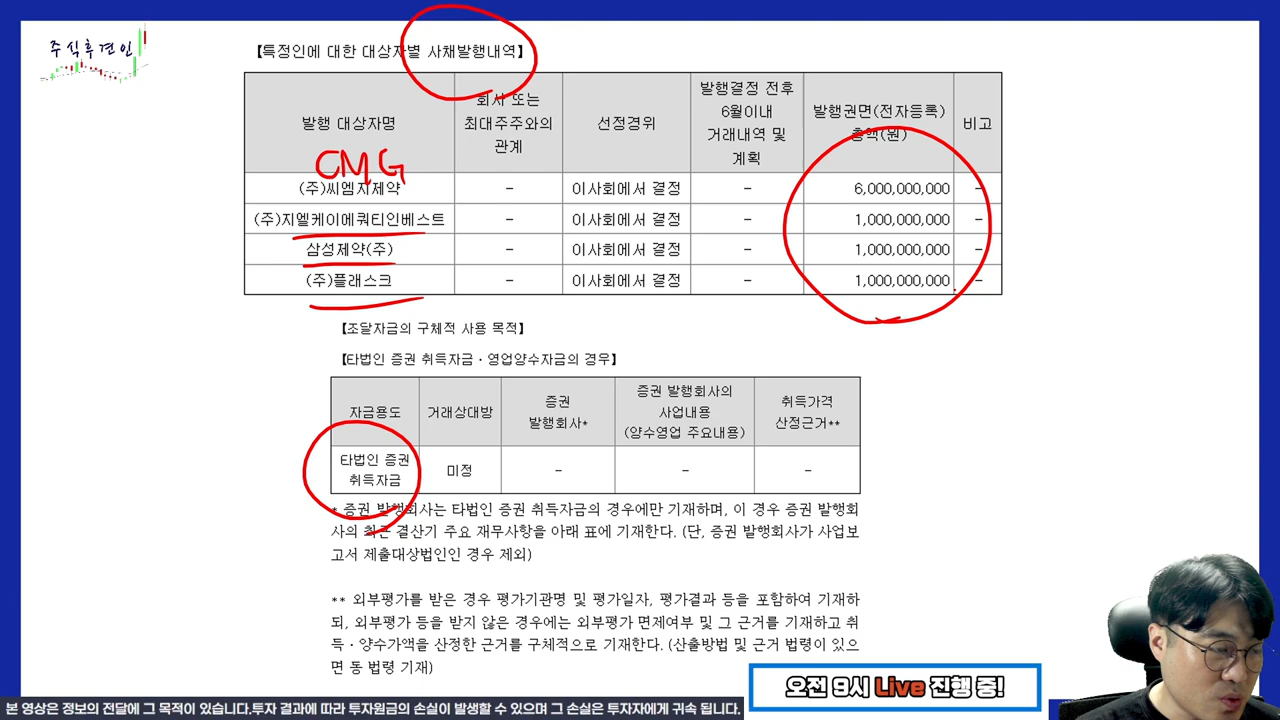 주식후견인
【특정인에 대한 대상자별 사채발행내역】
발행 대상자명
회사 또는
최대주주와의
관계
선정경위
발행결정 전후
6월이내
거래내역 및
계획
발행권면(전자등록)
총액(원)
비고
CMG
(주)씨엠지제약 - 이사회에서 결정 - 6,000,000,000 -
(주)지엘케이에쿼티인베스트 - 이사회에서 결정 - 1,000,000,000 -
삼성제약(주) - 이사회에서 결정 - 1,000,000,000 -
(주)플래스크 - 이사회에서 결정 - 1,000,000,000 -
【조달자금의 구체적 사용 목적】
【타법인 증권 취득자금·영업양수자금의 경우】
자금용도
거래상대방
증권
발행회사*
증권 발행회사의
사업내용
(양수영업 주요내용)
취득가격
산정근거**
타법인 증권
취득자금
미정 - - -
* 증권 발행회사는 타법인 증권 취득자금의 경우에만 기재하며, 이 경우 증권 발행회
사의 최근 결산기 주요 재무사항을 아래 표에 기재한다. (단, 증권 발행회사가 사업보
고서 제출대상법인인 경우 제외)
** 외부평가를 받은 경우 평가기관명 및 평가일자, 평가결과 등을 포함하여 기재하
되, 외부평가 등을 받지 않은 경우에는 외부평가 면제여부 및 그 근거를 기재하고 취
득·양수가액을 산정한 근거를 구체적으로 기재한다. (산출방법 및 근거 법령이 있으
면 동 법령 기재)
오전 9시 Live 진행 중!
본 영상은 정보의 전달에 그 목적이 있습니다.투자 결과에 따라 투자원금의 손실이 발생할 수 있으며 그 손실은 투자자에게 귀속 됩니다.